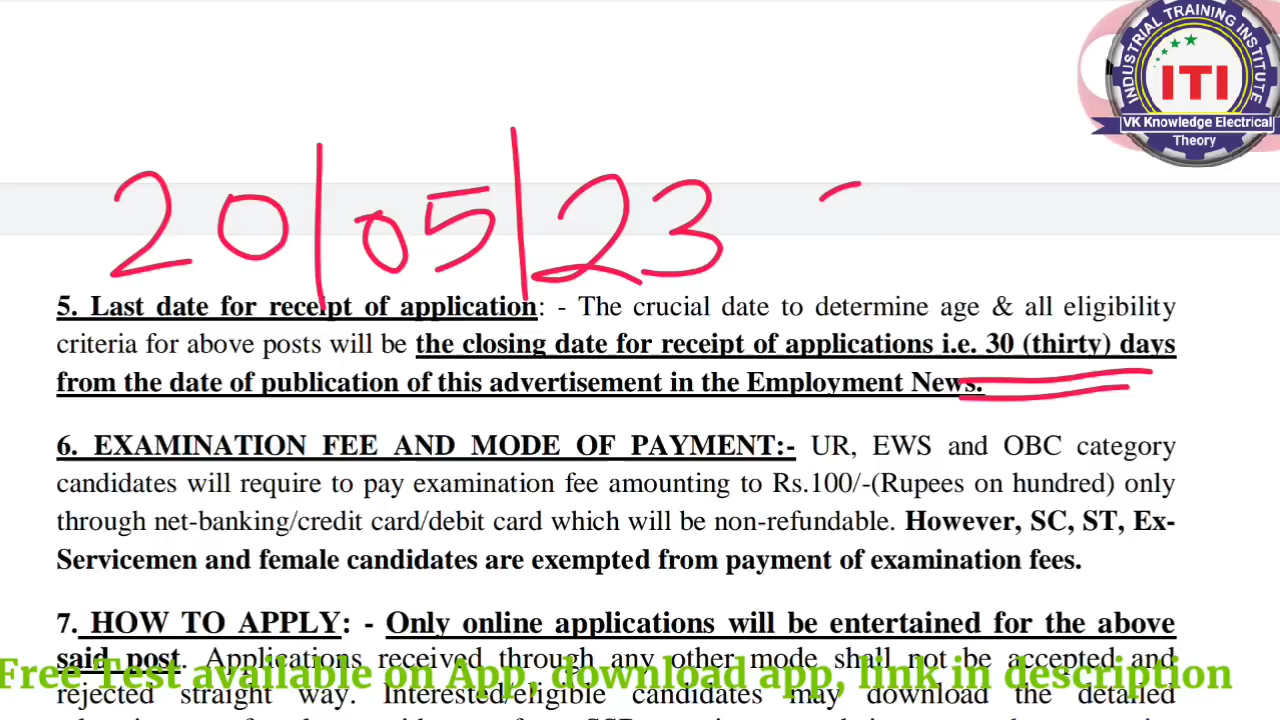 INDUSTRIAL TRAINING INSTITUTE
ITI
VK Knowledge Electrical
Theory
20|05|23
5. Last date for receipt of application: - The crucial date to determine age & all eligibility
criteria for above posts will be the closing date for receipt of applications i.e. 30 (thirty) days
from the date of publication of this advertisement in the Employment News.
6. EXAMINATION FEE AND MODE OF PAYMENT:- UR, EWS and OBC category
candidates will require to pay examination fee amounting to Rs.100/-(Rupees on hundred) only
through net-banking/credit card/debit card which will be non-refundable. However, SC, ST, Ex-
Servicemen and female candidates are exempted from payment of examination fees.
7. HOW TO APPLY: - Only online applications will be entertained for the above
said post. Applications received through any other mode shall not be accepted and
Free Test available on App, download app, link in description
rejected straight way. Interested/eligible candidates may download the detailed